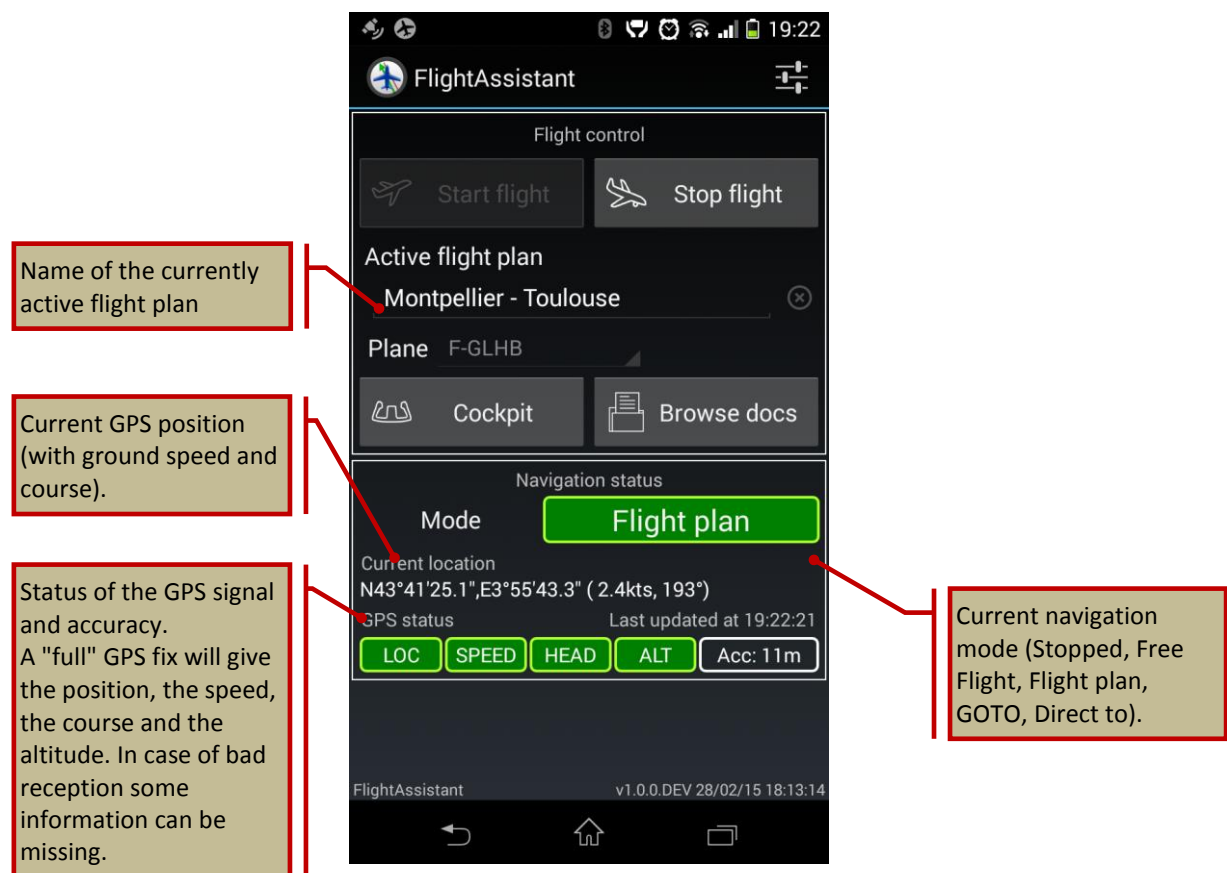 19:22
FlightAssistant
Flight control
Start flight
Stop flight
Active flight plan
Montpellier - Toulouse
Plane F-GLHB
Cockpit
Browse docs
Navigation status
Mode
Flight plan
Current location
N43°41'25.1",E3°55'43.3" ( 2.4kts, 193°)
GPS status
Last updated at 19:22:21
LOC SPEED HEAD ALT Acc: 11m
FlightAssistant
v1.0.0.DEV 28/02/15 18:13:14
Name of the currently
active flight plan
Current GPS position
(with ground speed and
course).
Status of the GPS signal
and accuracy.
A "full" GPS fix will give
the position, the speed,
the course and the
altitude. In case of bad
reception some
information can be
missing.
Current navigation
mode (Stopped, Free
Flight, Flight plan,
GOTO, Direct to).